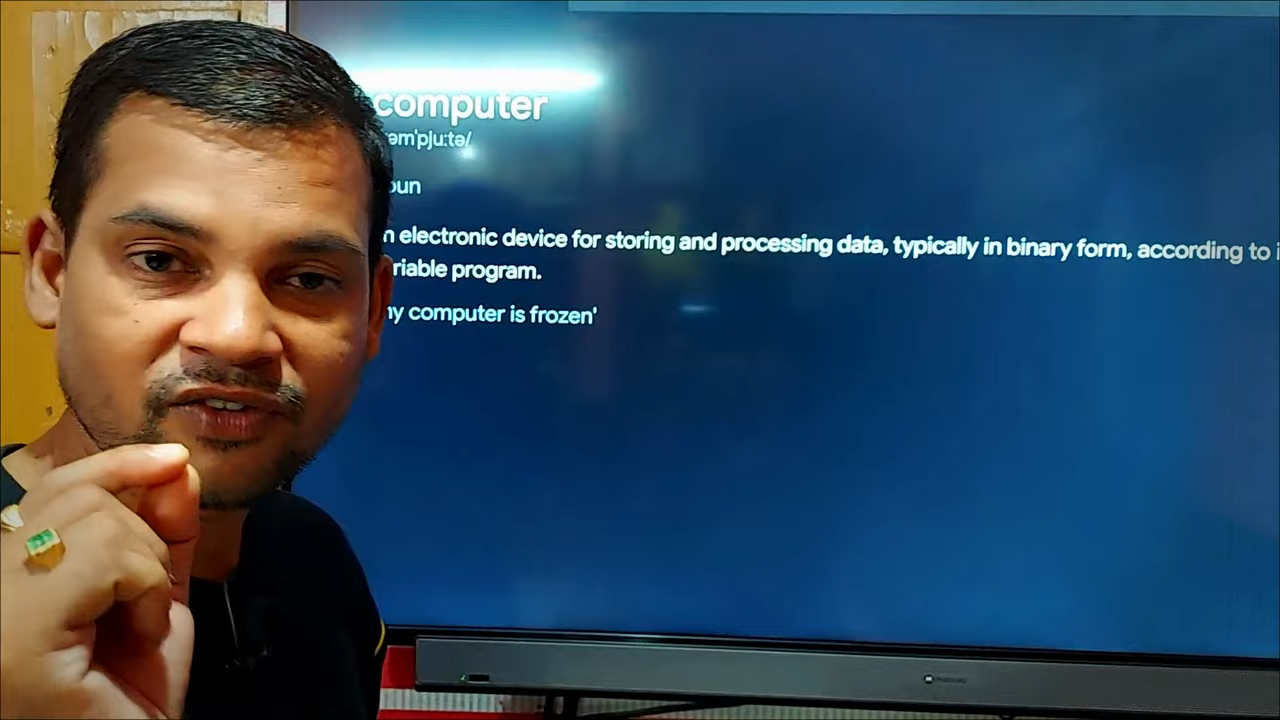 computer
əm'pju:tə/
oun
n electronic device for storing and processing data, typically in binary form, according to i
riable program.
ny computer is frozen'